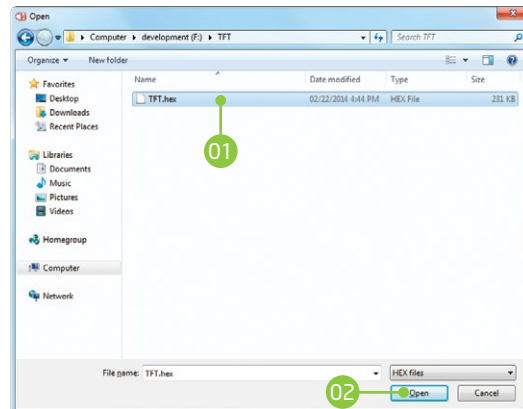 Open
Computer ▸ development (F:) ▸ TFT
Search TFT
Organize
New folder
Name
Date modified
Type
Size
TFT.hex
02/22/2014 4:44 PM
HEX File
231 KB
01
Favorites
Desktop
Downloads
Recent Places
Libraries
Documents
Music
Pictures
Videos
Homegroup
Computer
Network
File name:
TFT.hex
HEX files
02
Open
Cancel